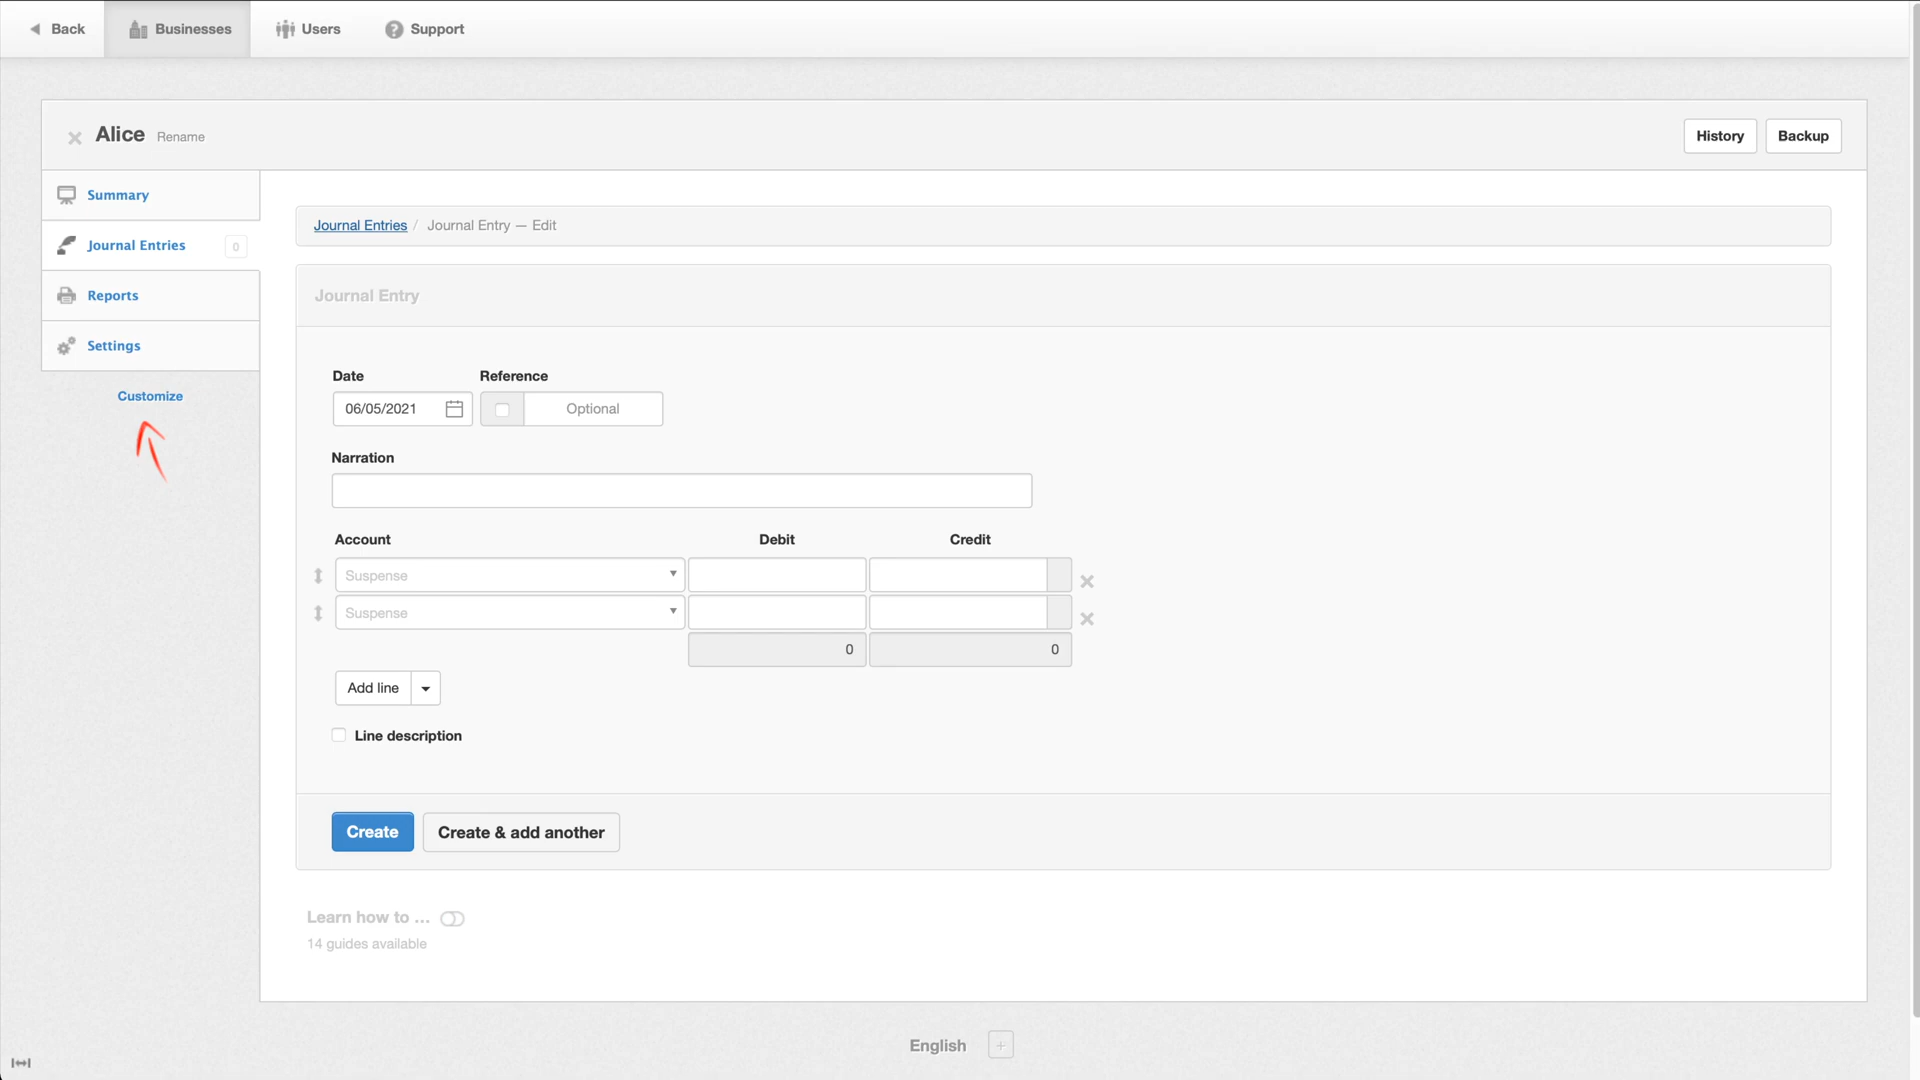 Back
Businesses
Users
Support
Alice Rename
History
Backup
Summary
Journal Entries 0
Reports
Settings
Customize
Journal Entries / Journal Entry — Edit
Journal Entry
Date
Reference
06/05/2021
Optional
Narration
Account
Debit
Credit
Suspense
Suspense
0
0
Add line
Line description
Create
Create & add another
Learn how to ...
14 guides available
English +